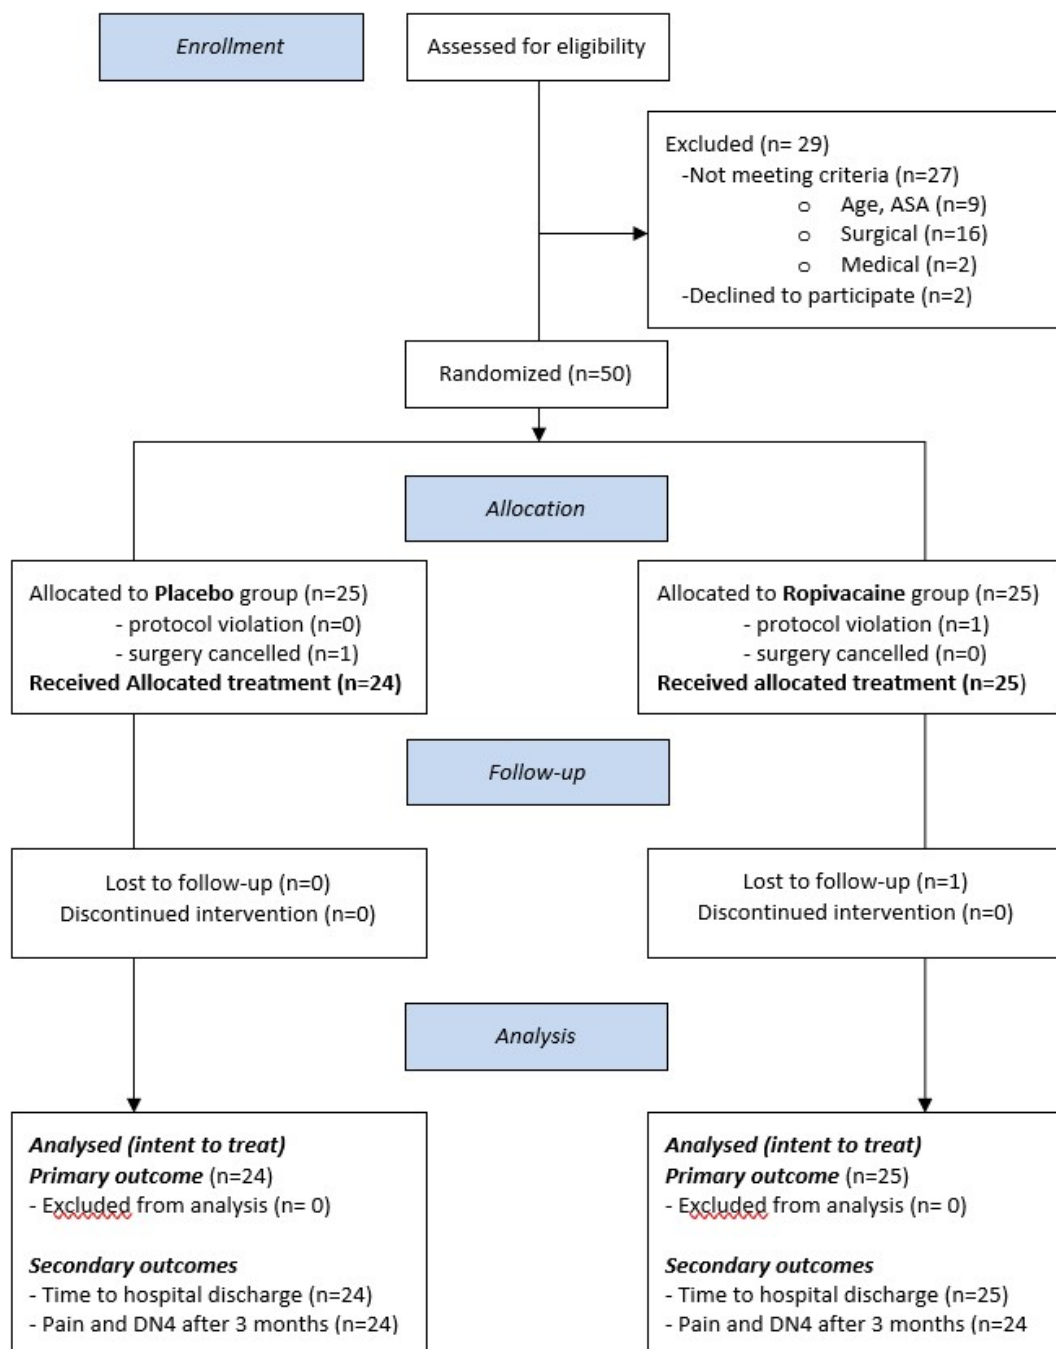 Enrollment
Assessed for eligibility
Excluded (n= 29)
-Not meeting criteria (n=27)
o Age, ASA (n=9)
o Surgical (n=16)
o Medical (n=2)
-Declined to participate (n=2)
Randomized (n=50)
Allocation
Allocated to Placebo group (n=25)
- protocol violation (n=0)
- surgery cancelled (n=1)
Received Allocated treatment (n=24)
Allocated to Ropivacaine group (n=25)
- protocol violation (n=1)
- surgery cancelled (n=0)
Received allocated treatment (n=25)
Follow-up
Lost to follow-up (n=0)
Discontinued intervention (n=0)
Lost to follow-up (n=1)
Discontinued intervention (n=0)
Analysis
Analysed (intent to treat)
Primary outcome (n=24)
- Excluded from analysis (n= 0)
Secondary outcomes
- Time to hospital discharge (n=24)
- Pain and DN4 after 3 months (n=24)
Analysed (intent to treat)
Primary outcome (n=25)
- Excluded from analysis (n= 0)
Secondary outcomes
- Time to hospital discharge (n=25)
- Pain and DN4 after 3 months (n=24